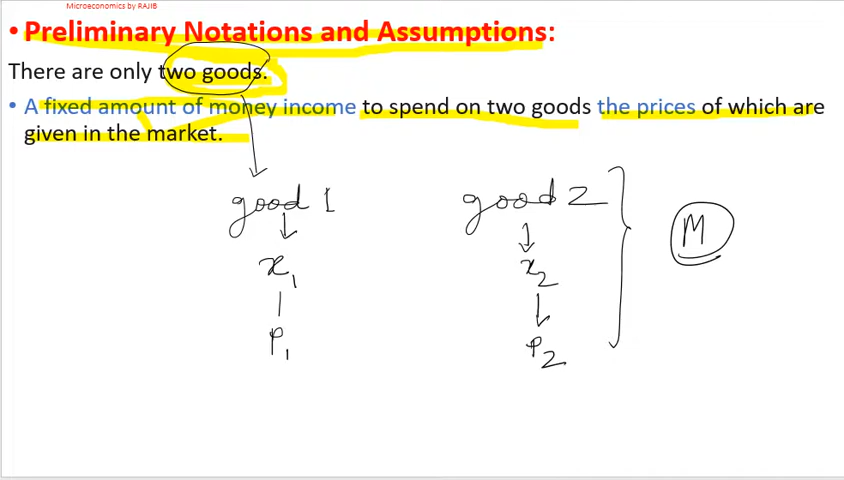 Microeconomics by RAJIB
•Preliminary Notations and Assumptions:
There are only two goods.
• A fixed amount of money income to spend on two goods the prices of which are
given in the market.
good 1 good 2
M
x₁ x₂
p₁ p₂